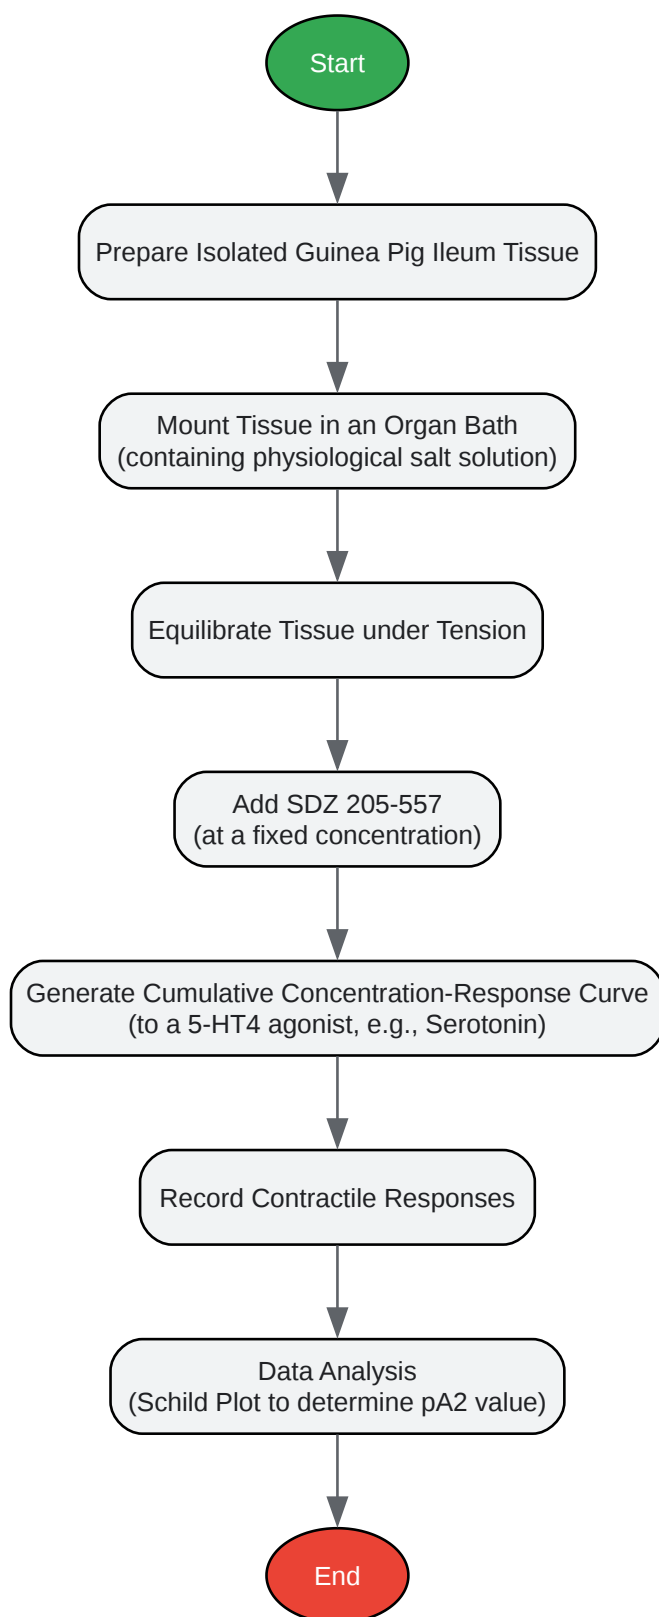 Start
Prepare Isolated Guinea Pig Ileum Tissue
Mount Tissue in an Organ Bath
(containing physiological salt solution)
Equilibrate Tissue under Tension
Add SDZ 205-557
(at a fixed concentration)
Generate Cumulative Concentration-Response Curve
(to a 5-HT4 agonist, e.g., Serotonin)
Record Contractile Responses
Data Analysis
(Schild Plot to determine pA2 value)
End